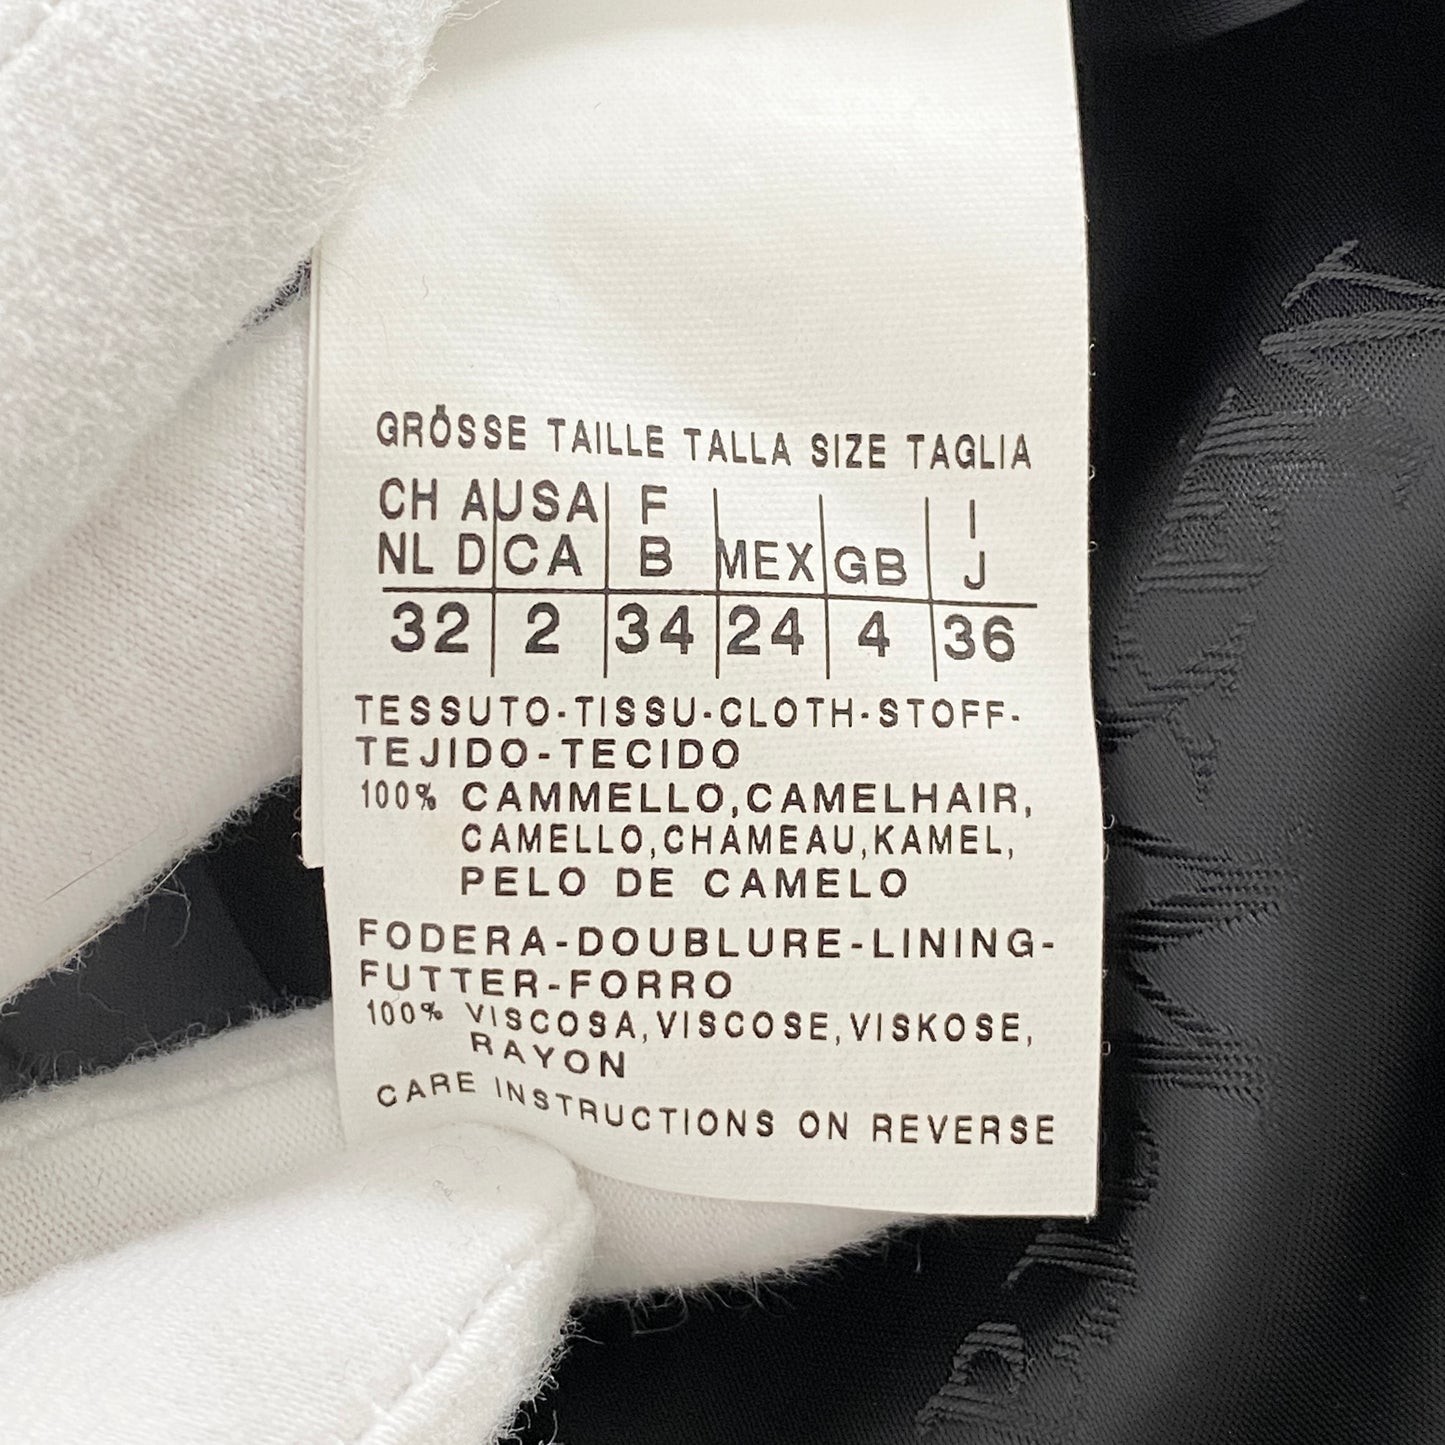 GRÖSSE TAILLE TALLA SIZE TAGLIA
CH A USA F I
NL D CA B MEX GB J
32 2 34 24 4 36
TESSUTO-TISSU-CLOTH-STOFF-
TEJIDO-TECIDO
100% CAMMELLO,CAMELHAIR,
CAMELLO,CHAMEAU,KAMEL,
PELO DE CAMELO
FODERA-DOUBLURE-LINING-
FUTTER-FORRO
100% VISCOSA,VISCOSE,VISKOSE,
RAYON
CARE INSTRUCTIONS ON REVERSE